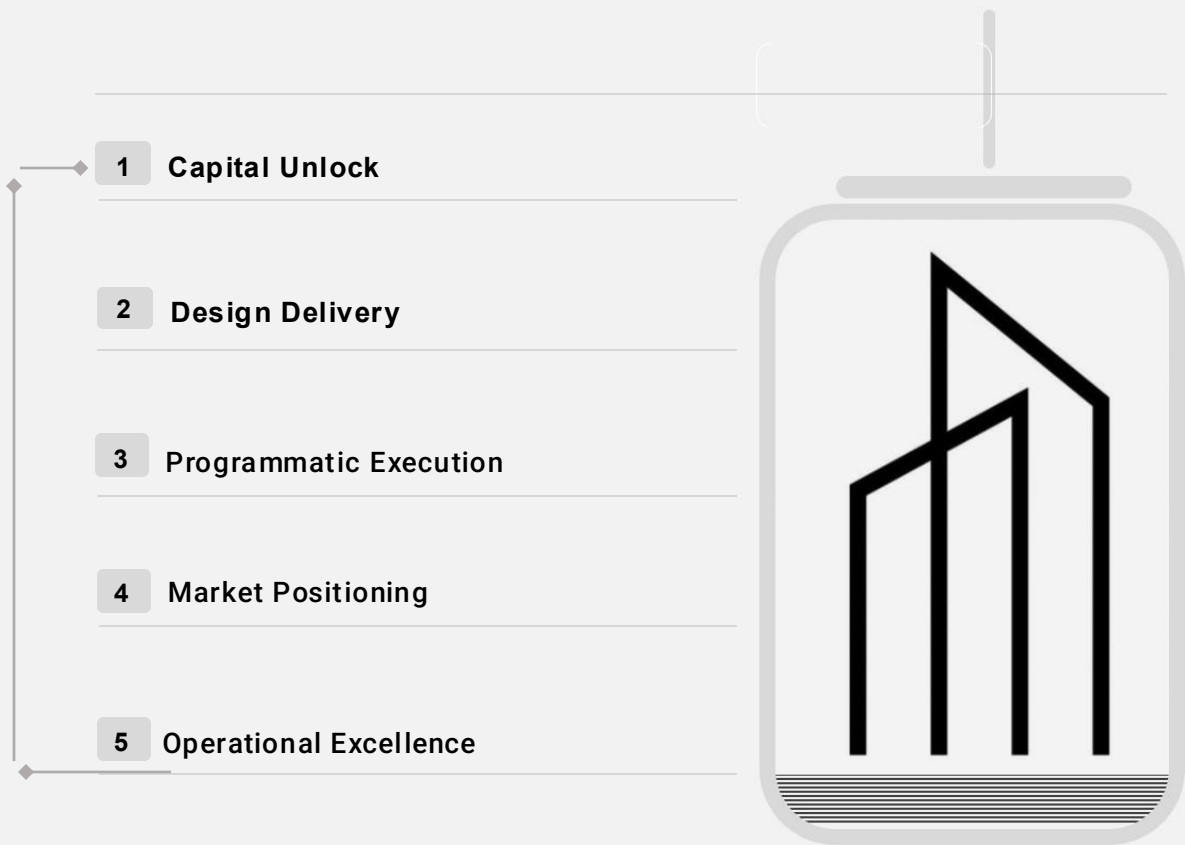 1 Capital Unlock
2 Design Delivery
3 Programmatic Execution
4 Market Positioning
5 Operational Excellence